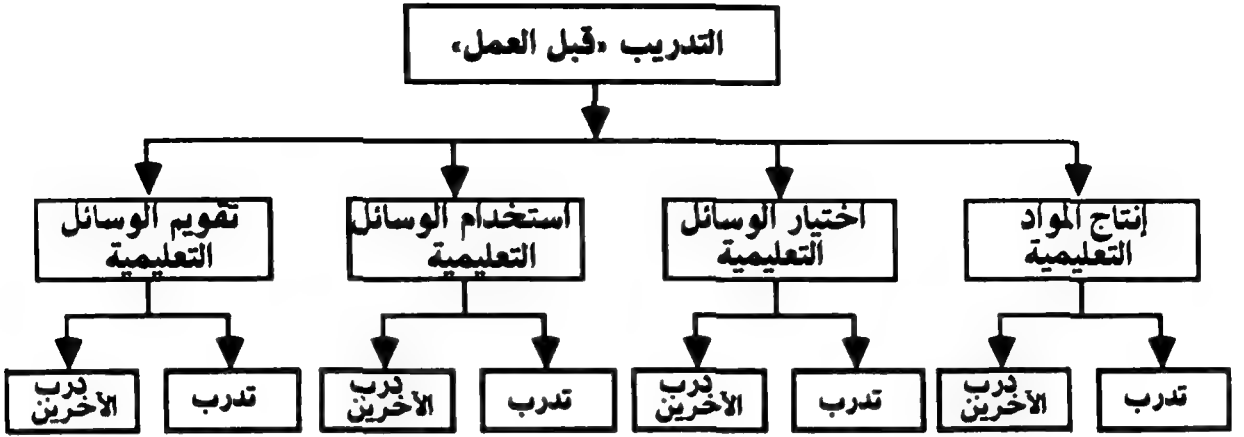 التدريب «قبل العمل»
إنتاج المواد
التعليمية
اختيار الوسائل
التعليمية
استخدام الوسائل
التعليمية
تقويم الوسائل
التعليمية
تدرب
درب
الآخرين
تدرب
درب
الآخرين
تدرب
درب
الآخرين
تدرب
درب
الآخرين